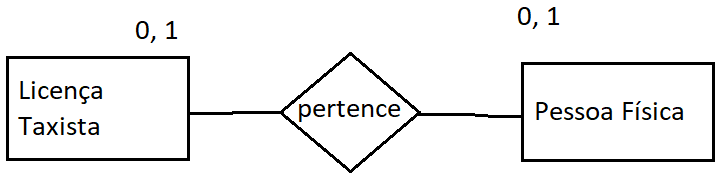 0, 1
0, 1
Licença
Taxista
pertence
Pessoa Física